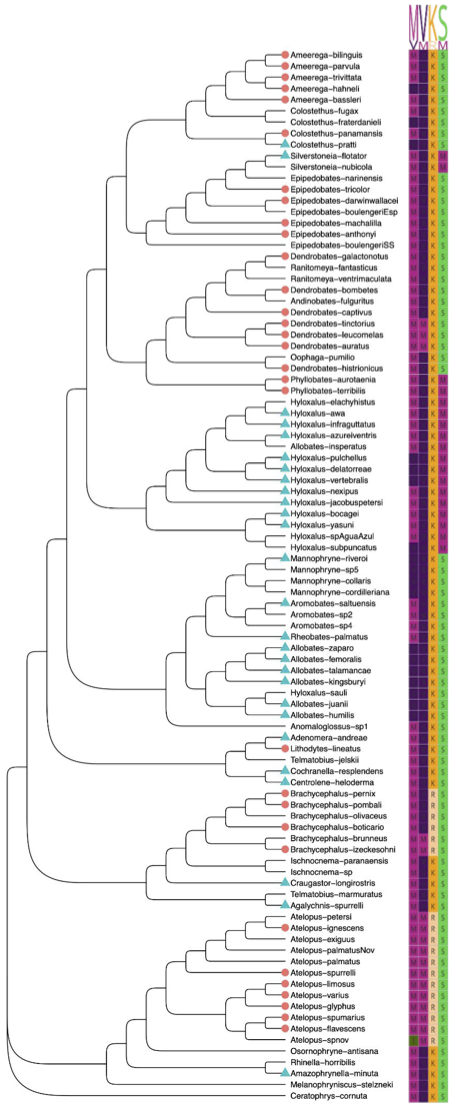 MVKS
Y M R M
Ameerega-bilinguis M K S
Ameerega-parvula M K S
Ameerega-trivittata M K S
Ameerega-hahneli K S
Ameerega-bassleri M K S
Colostethus-fugax M K S
Colostethus-fraterdanieli K S
Colostethus-panamansis M K S
Colostethus-pratti K S
Silverstoneia-flotator M K M
Silverstoneia-nubicola M K M
Epipedobates-narinensis M K S
Epipedobates-tricolor M K S
Epipedobates-darwinwallacei M K S
Epipedobates-boulengeriEsp M K S
Epipedobates-machalilla M K S
Epipedobates-anthonyi M K S
Epipedobates-boulengeriSS M K S
Dendrobates-galactonotus M K S
Ranitomeya-fantasticus M K S
Ranitomeya-ventrimaculata M K S
Dendrobates-bombetes M K S
Andinobates-fulguritus M K S
Dendrobates-captivus M K S
Dendrobates-tinctorius M M K S
Dendrobates-leucomelas M M K S
Dendrobates-auratus M M K S
Oophaga-pumilio M K S
Dendrobates-histrionicus M K S
Phyllobates-aurotaenia M K M
Phyllobates-terribilis M K M
Hyloxalus-elachyhistus M K M
Hyloxalus-awa M K M
Hyloxalus-infraguttatus M K M
Hyloxalus-azureiventris M K M
Allobates-insperatus M K M
Hyloxalus-pulchellus K M
Hyloxalus-delatorreae K M
Hyloxalus-vertebralis K M
Hyloxalus-nexipus M K M
Hyloxalus-jacobuspetersi M K M
Hyloxalus-bocagei M K M
Hyloxalus-yasuni M K M
Hyloxalus-spAguaAzul M K M
Hyloxalus-subpuncatus K M
Mannophryne-riveroi K S
Mannophryne-sp5 K S
Mannophryne-collaris K S
Mannophryne-cordilleriana K S
Aromobates-saltuensis M K S
Aromobates-sp2 K S
Aromobates-sp4 K S
Rheobates-palmatus M K S
Allobates-zaparo K S
Allobates-femoralis K S
Allobates-talamancae K S
Allobates-kingsburyi K S
Hyloxalus-sauli K S
Allobates-juanii K S
Allobates-humilis K S
Anomaloglossus-sp1 M K S
Adenomera-andreae M K S
Lithodytes-lineatus M K S
Telmatobius-jelskii M K S
Cochranella-resplendens M K S
Centrolene-heloderma M K S
Brachycephalus-pernix M R S
Brachycephalus-pombali M R S
Brachycephalus-olivaceus M R S
Brachycephalus-boticario M R S
Brachycephalus-brunneus M M R S
Brachycephalus-izeckesohni M M R S
Ischnocnema-paranaensis M K S
Ischnocnema-sp M K S
Craugastor-longirostris M K S
Telmatobius-marmuratus M K S
Agalychnis-spurrelli M K S
Atelopus-petersi M M R S
Atelopus-ignescens M M R S
Atelopus-exiguus M M R S
Atelopus-palmatusNov M M R S
Atelopus-palmatus M R S
Atelopus-spurrelli M M R S
Atelopus-limosus M M R S
Atelopus-varius M M R S
Atelopus-glyphus M M R S
Atelopus-spumarius M M R S
Atelopus-flavescens M M R S
Atelopus-spnov R S
Osornophryne-antisana M K S
Rhinella-horribilis M K S
Amazophrynella-minuta M K S
Melanophryniscus-stelzneki M K S
Ceratophrys-cornuta M K S